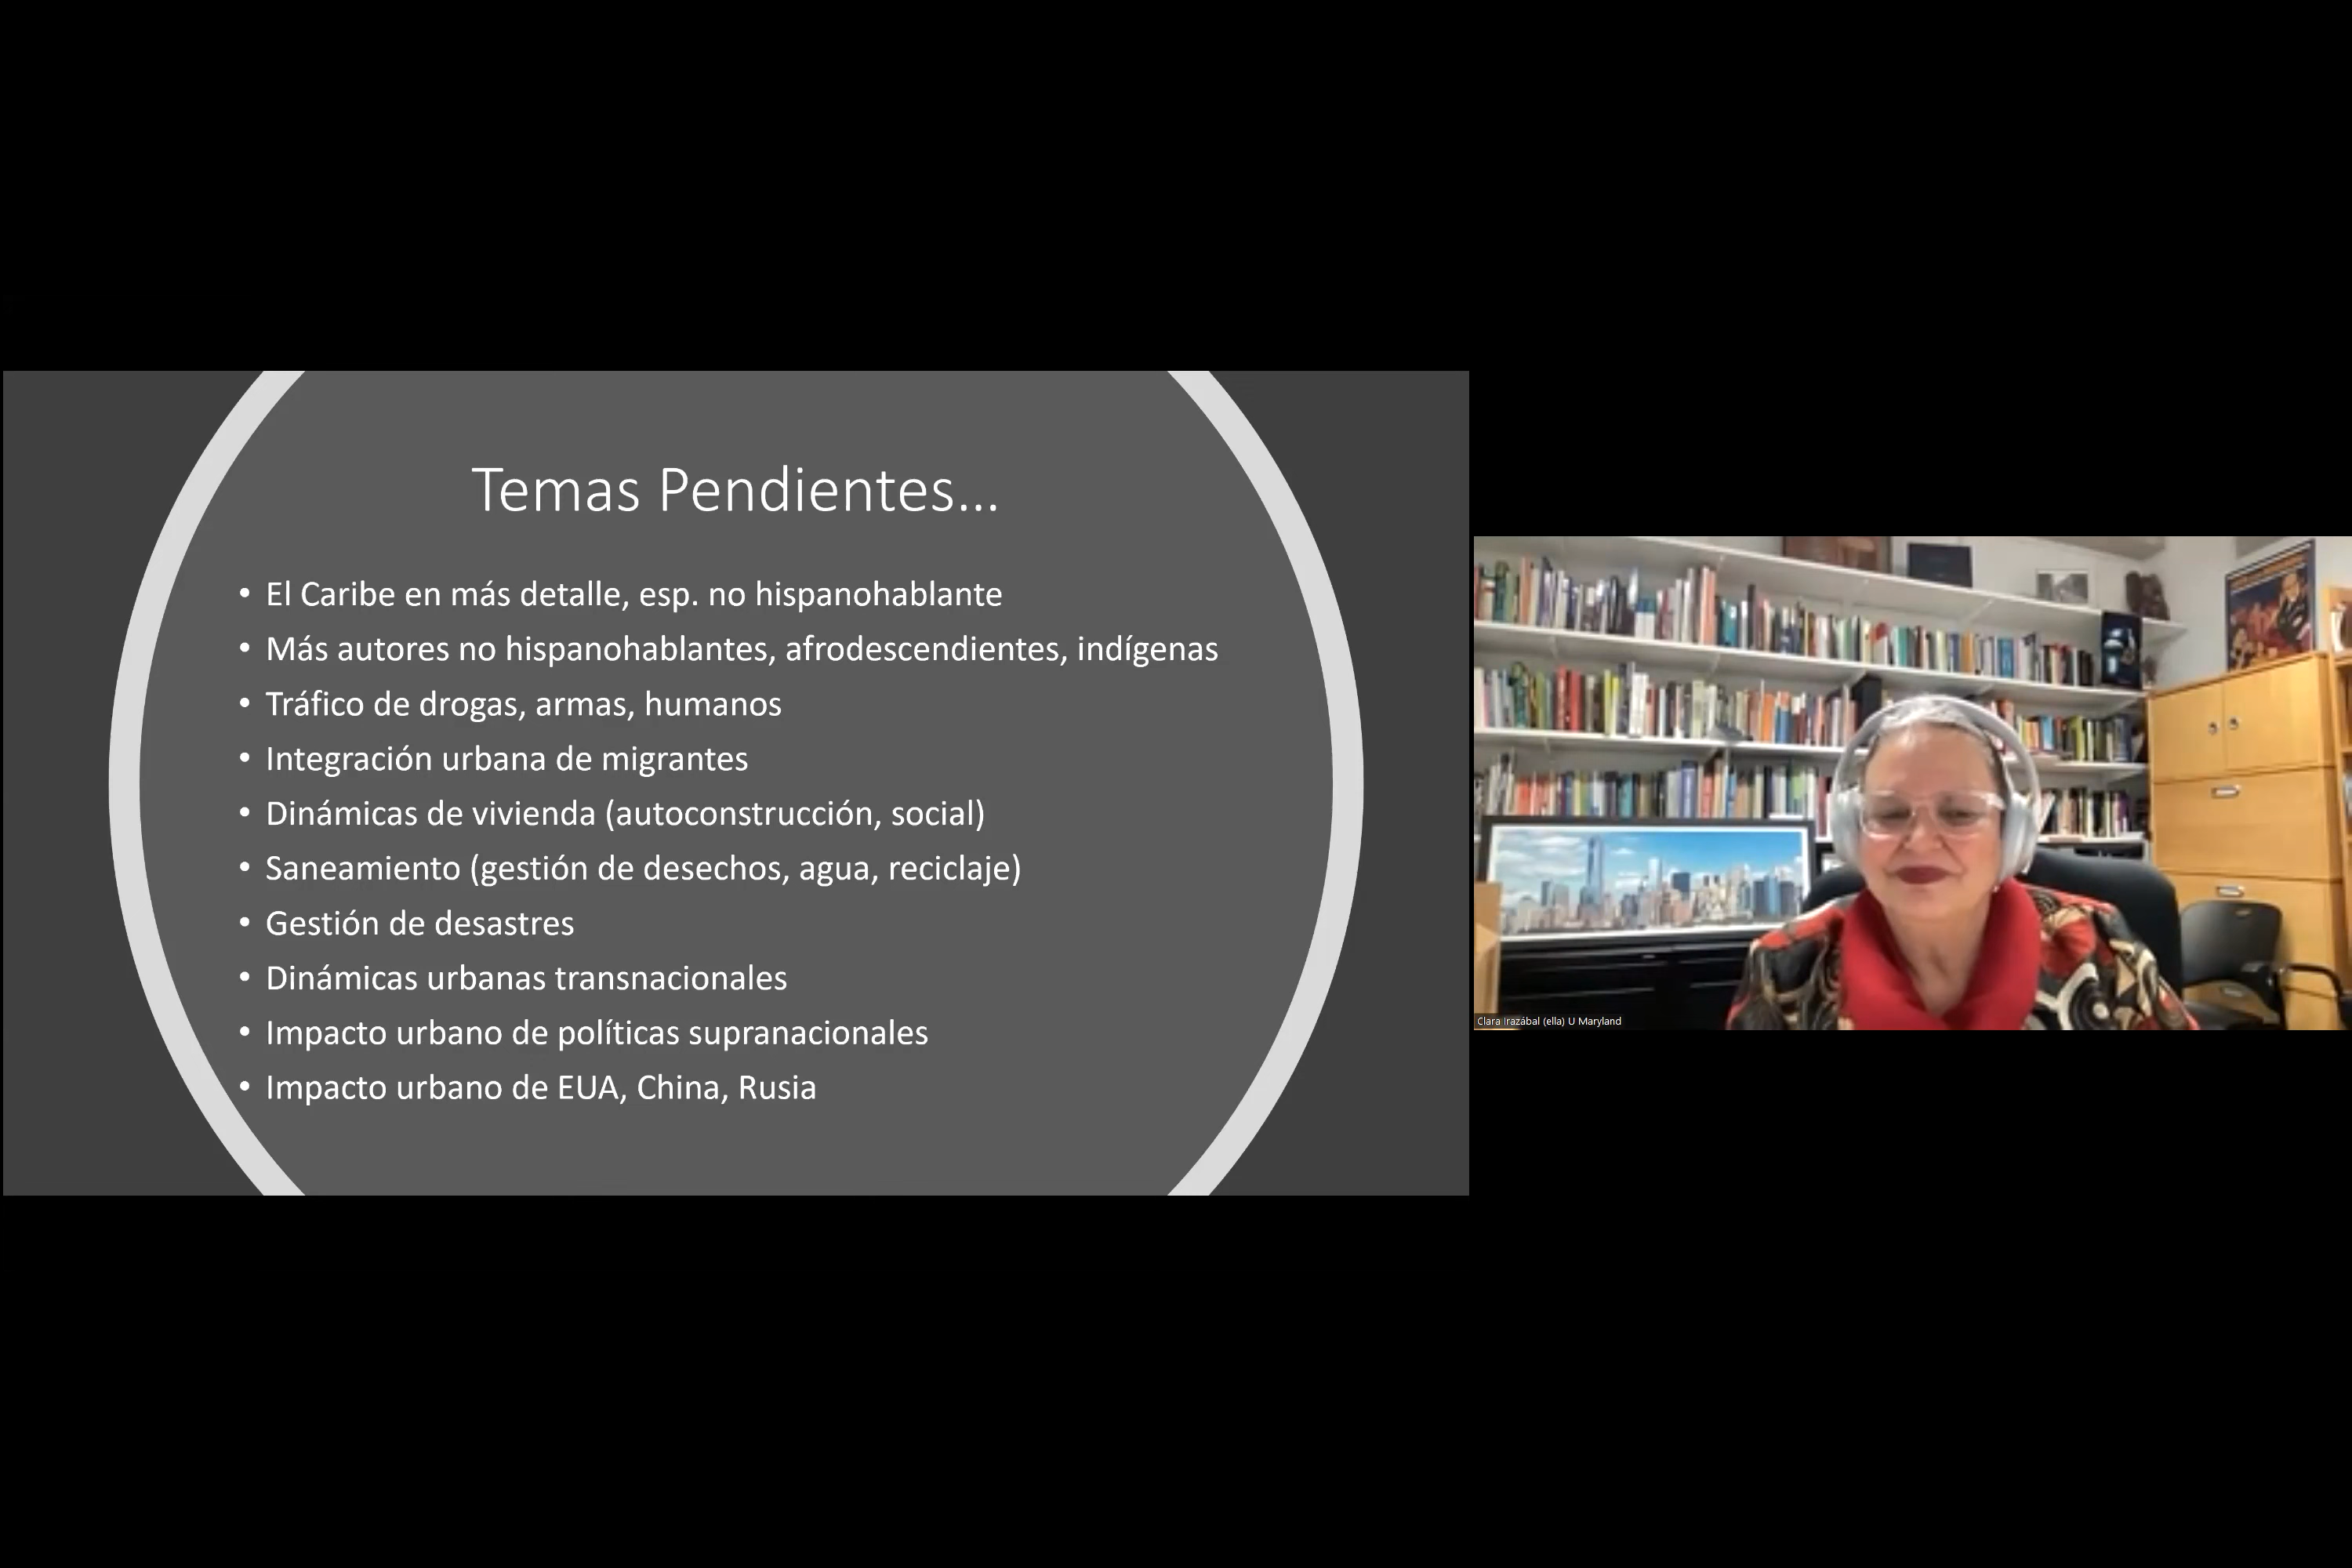 Temas Pendientes...
• El Caribe en más detalle, esp. no hispanohablante
• Más autores no hispanohablantes, afrodescendientes, indígenas
• Tráfico de drogas, armas, humanos
• Integración urbana de migrantes
• Dinámicas de vivienda (autoconstrucción, social)
• Saneamiento (gestión de desechos, agua, reciclaje)
• Gestión de desastres
• Dinámicas urbanas transnacionales
• Impacto urbano de políticas supranacionales
• Impacto urbano de EUA, China, Rusia
Clara Irazábal (ella) U Maryland